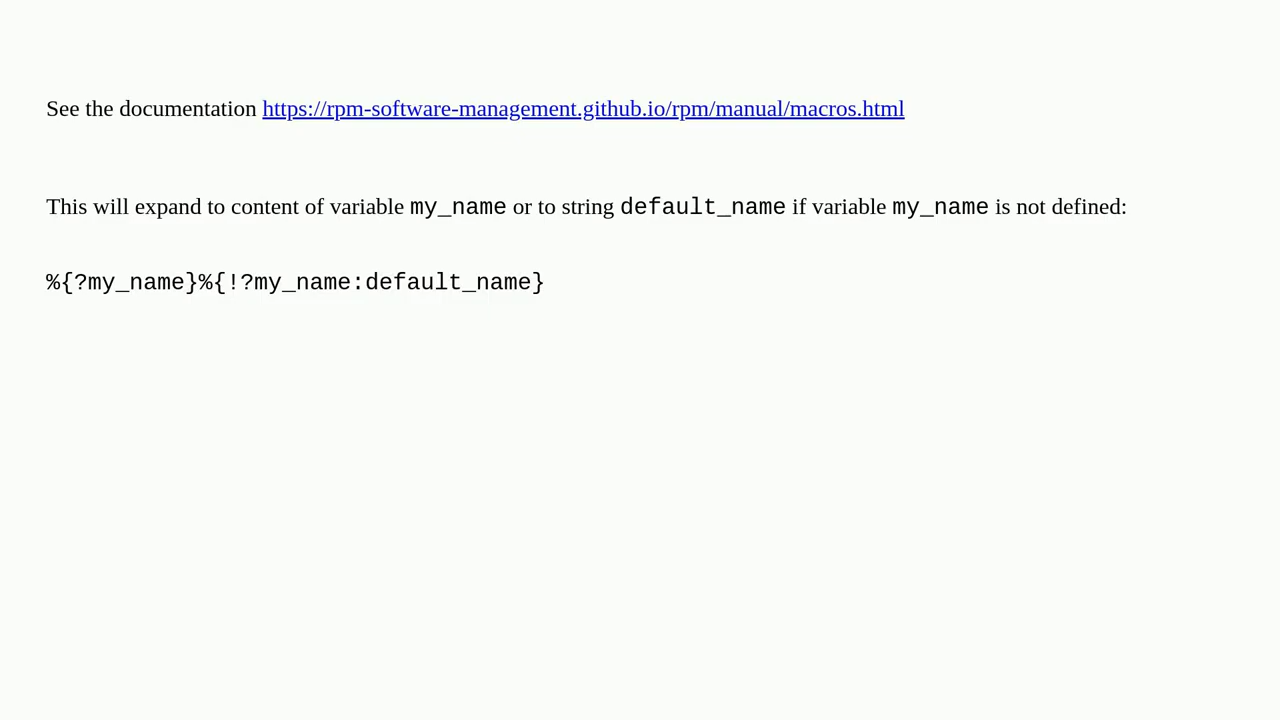 See the documentation https://rpm-software-management.github.io/rpm/manual/macros.html
This will expand to content of variable my_name or to string default_name if variable my_name is not defined:
%{?my_name}%{!?my_name:default_name}